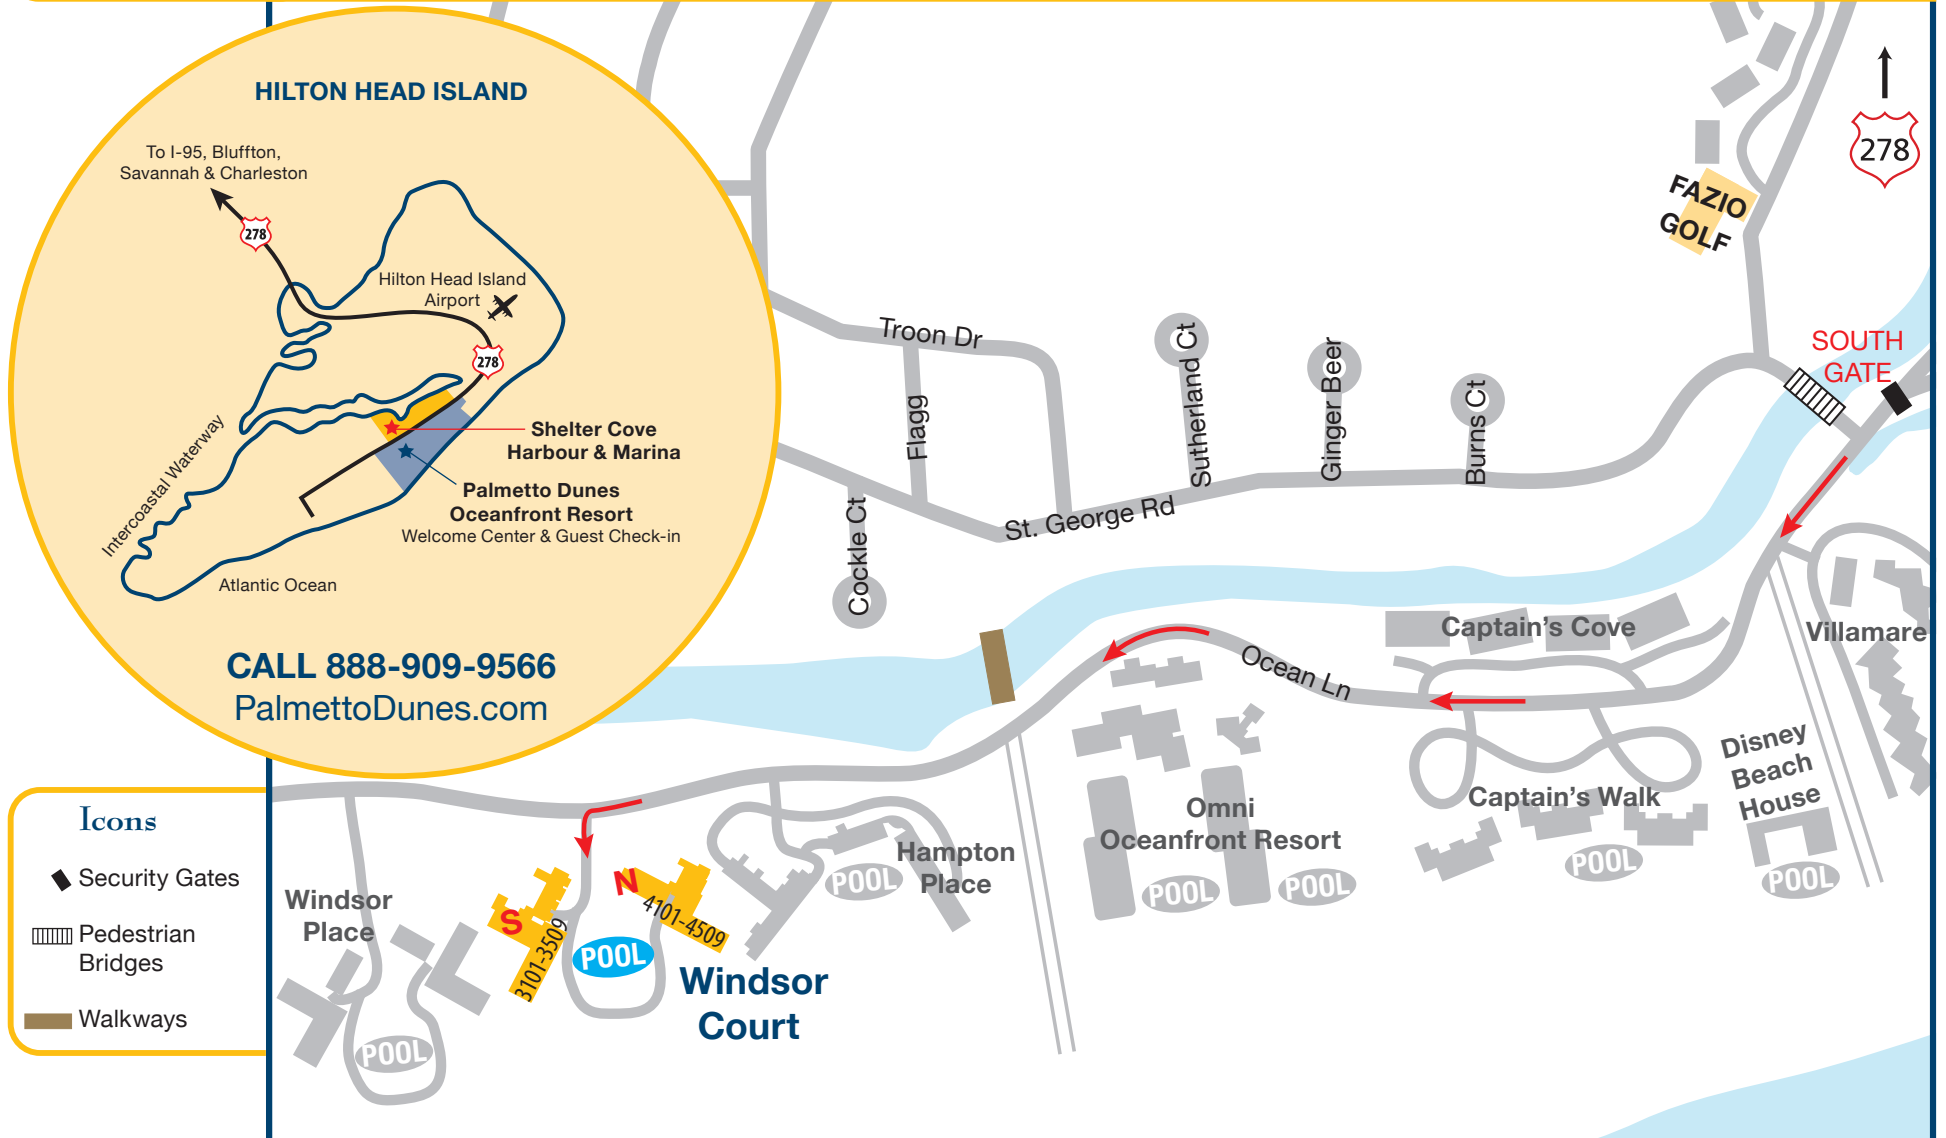 HILTON HEAD ISLAND
To I-95, Bluffton,
Savannah & Charleston
278
Hilton Head Island
Airport
278
Shelter Cove
Harbour & Marina
Palmetto Dunes
Oceanfront Resort
Welcome Center & Guest Check-in
Intercoastal Waterway
Atlantic Ocean
CALL 888-909-9566
PalmettoDunes.com
Icons
Security Gates
Pedestrian
Bridges
Walkways
278
FAZIO
GOLF
SOUTH
GATE
Troon Dr
Flagg
Sutherland Ct
Ginger Beer
Burns Ct
St. George Rd
Cockle Ct
Ocean Ln
Captain's Cove
Villamare
Disney
Beach
House
POOL
Captain's Walk
POOL
Omni
Oceanfront Resort
POOL
POOL
Hampton
Place
POOL
N
4101-4509
S
3101-3509
POOL
Windsor
Court
Windsor
Place
POOL